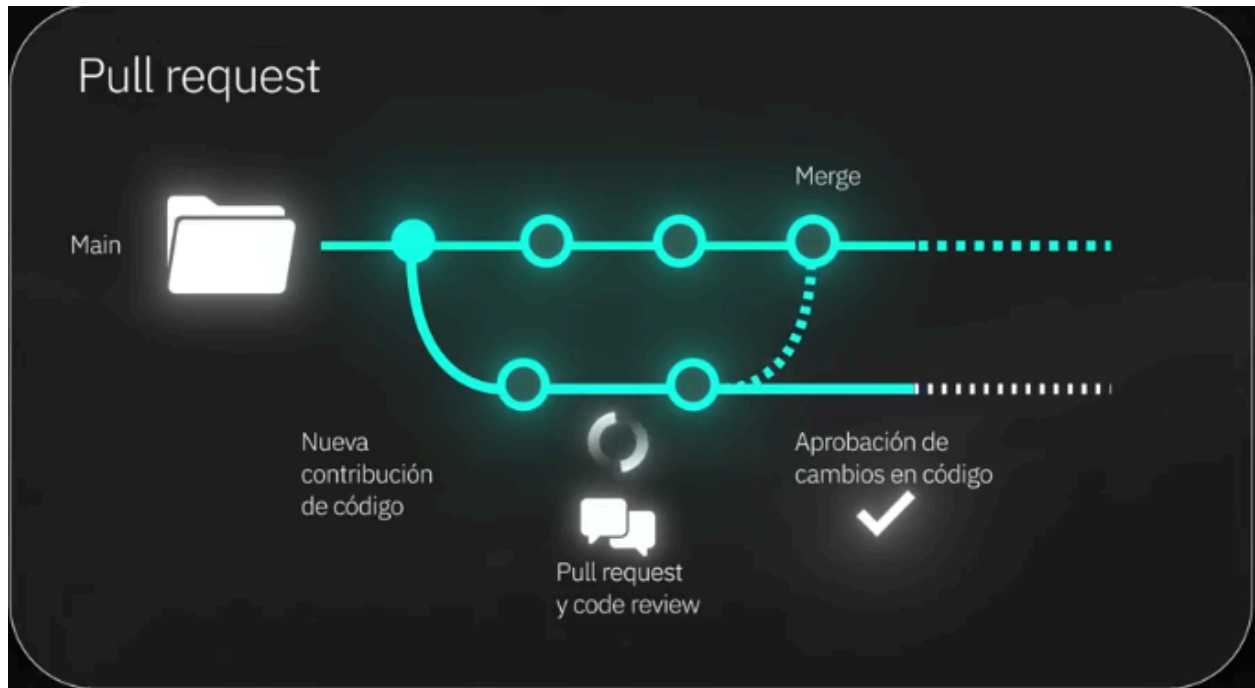 Pull request
Merge
Main
Nueva
contribución
de código
Aprobación de
cambios en código
Pull request
y code review